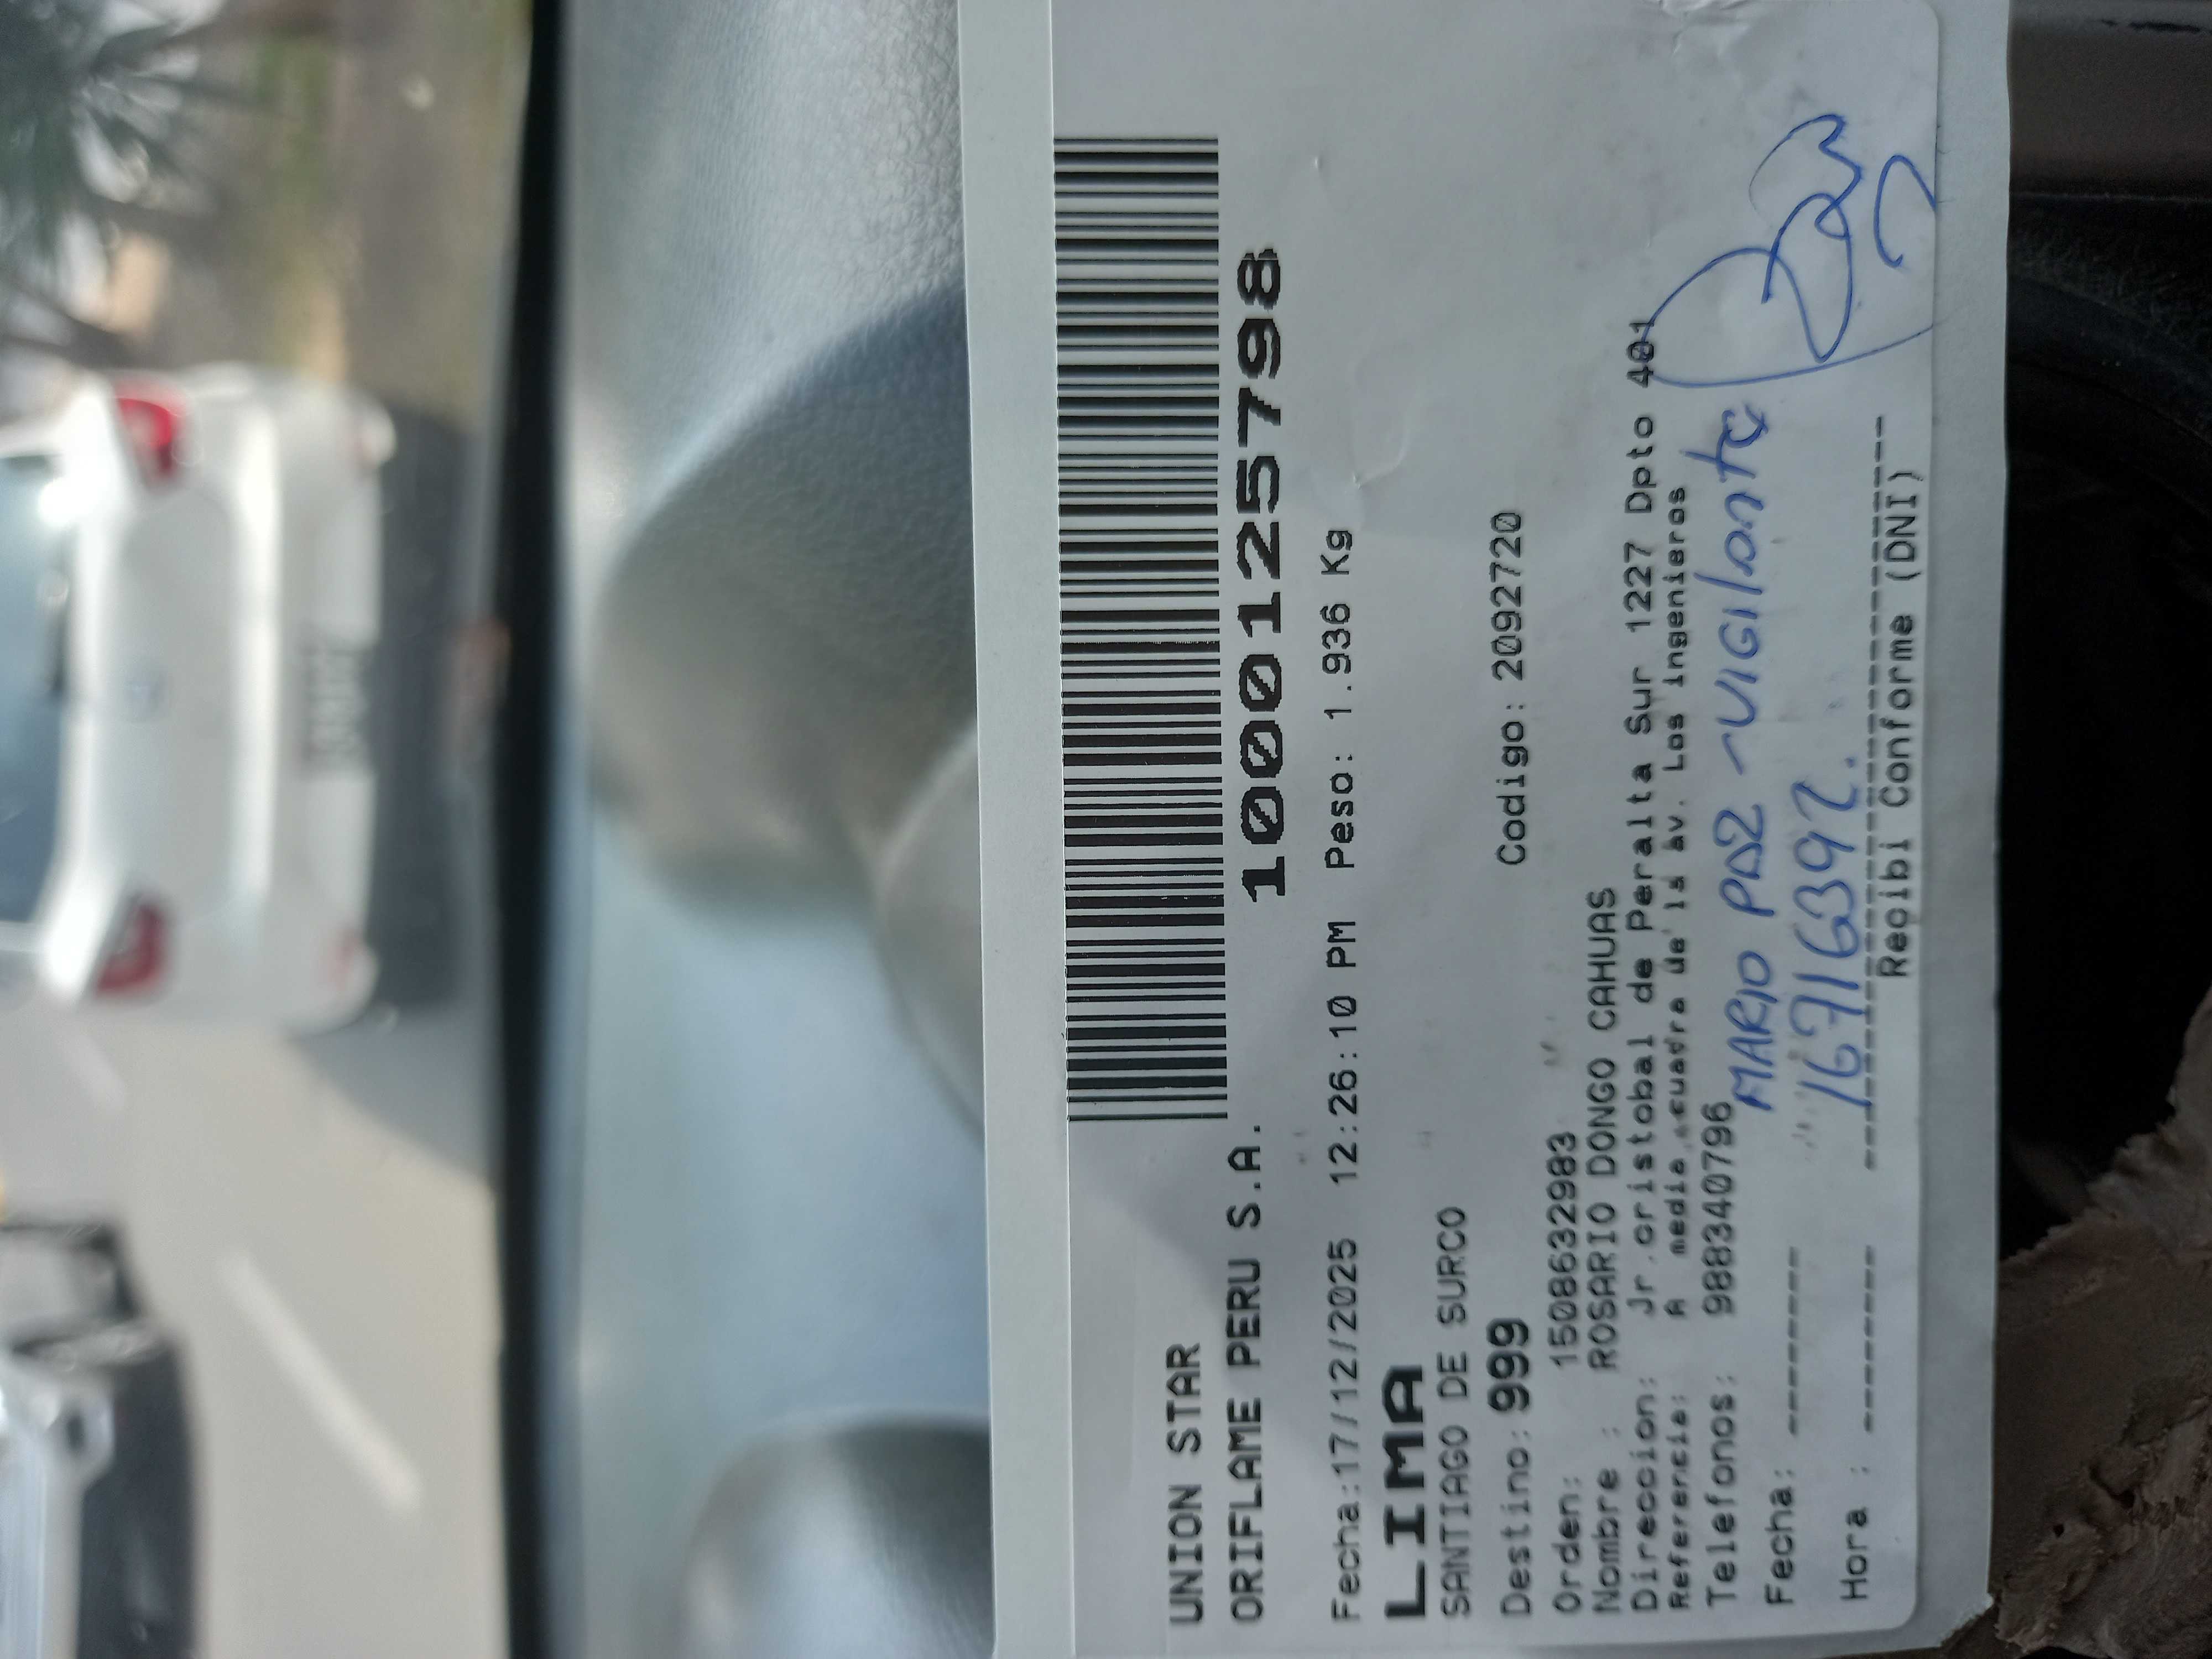 UNION STAR
ORIFLAME PERU S.A.
1000125798
Fecha:17/12/2025 12:26:10 PM Peso: 1.936 Kg
LIMA
SANTIAGO DE SURCO
Destino: 999 Codigo: 20927720
Orden: 1508632983
Nombre : ROSARIO DONGO CAHUAS
Direccion: Jr.cristobal de Peralta Sur 1227 Dpto 401
Referencia: A media cuadra de la av. Los ingenieros
Telefonos: 988340796
MARIO PAZ - VIGILANTE
Fecha: --------
16716392.
Hora : --------
Recibi Conforme (DNI)